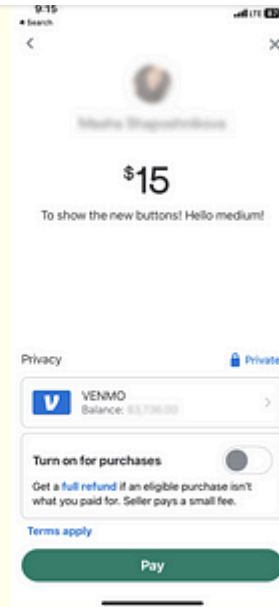 9:15
LTE
Search
$15
To show the new buttons! Hello medium!
Privacy
Private
VENMO
Balance:
Turn on for purchases
Get a full refund if an eligible purchase isn't
what you paid for. Seller pays a small fee.
Terms apply
Pay